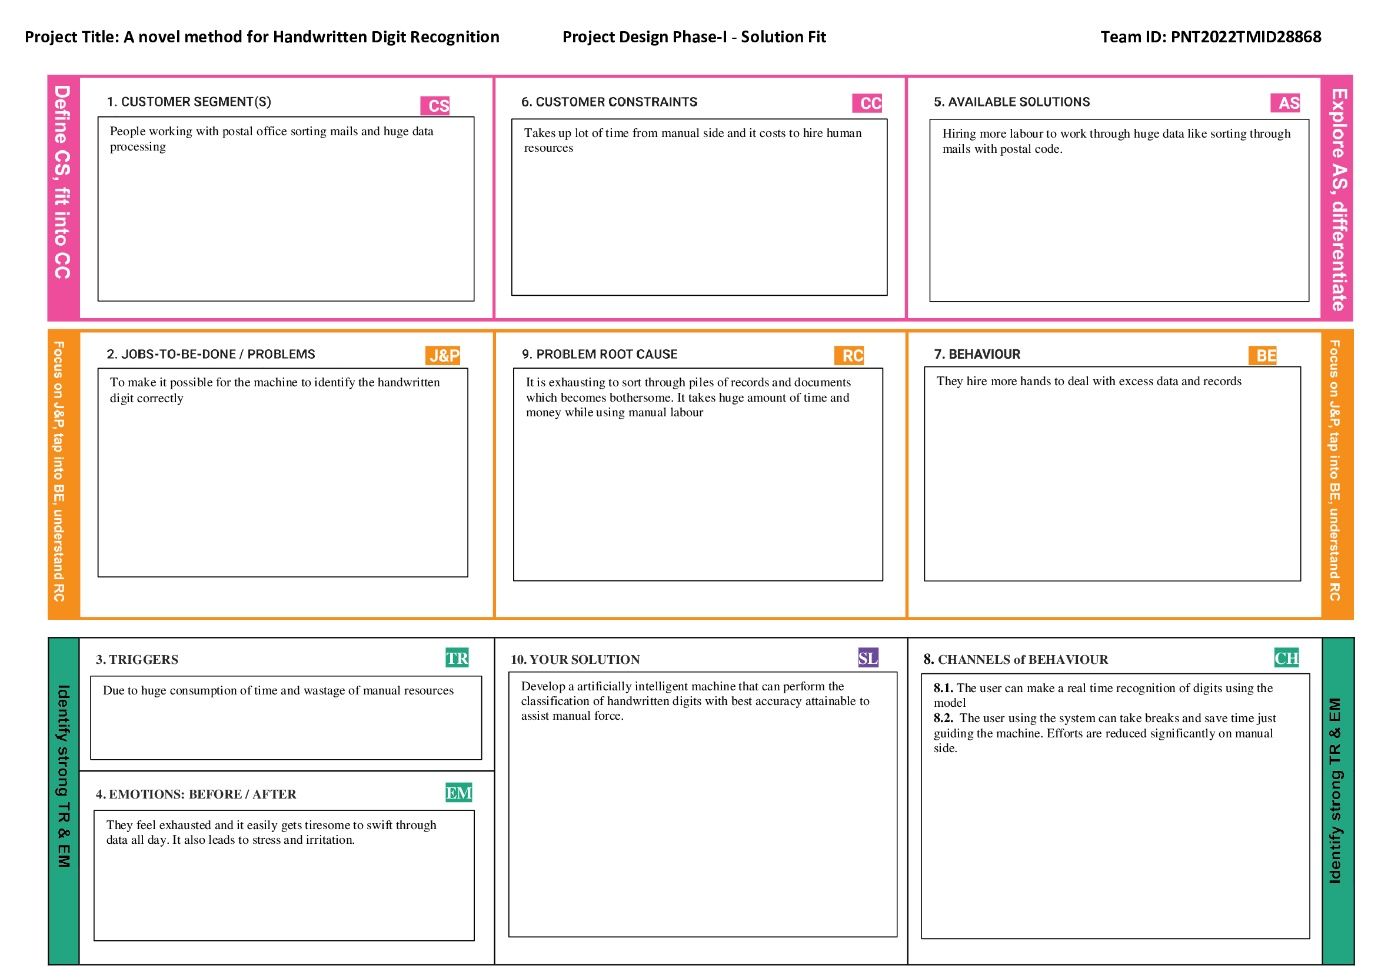 Project Title: A novel method for Handwritten Digit Recognition
Project Design Phase-I - Solution Fit
Team ID: PNT2022TMID28868
Define CS, fit into CC
1. CUSTOMER SEGMENT(S)
CS
People working with postal office sorting mails and huge data
processing
6. CUSTOMER CONSTRAINTS
CC
Takes up lot of time from manual side and it costs to hire human
resources
5. AVAILABLE SOLUTIONS
AS
Hiring more labour to work through huge data like sorting through
mails with postal code.
Explore AS, differentiate
Focus on J&P, tap into BE, understand RC
2. JOBS-TO-BE-DONE / PROBLEMS
J&P
To make it possible for the machine to identify the handwritten
digit correctly
9. PROBLEM ROOT CAUSE
RC
It is exhausting to sort through piles of records and documents
which becomes bothersome. It takes huge amount of time and
money while using manual labour
7. BEHAVIOUR
BE
They hire more hands to deal with excess data and records
Focus on J&P, tap into BE, understand RC
Identify strong TR & EM
3. TRIGGERS
TR
Due to huge consumption of time and wastage of manual resources
4. EMOTIONS: BEFORE / AFTER
EM
They feel exhausted and it easily gets tiresome to swift through
data all day. It also leads to stress and irritation.
10. YOUR SOLUTION
SL
Develop a artificially intelligent machine that can perform the
classification of handwritten digits with best accuracy attainable to
assist manual force.
8. CHANNELS of BEHAVIOUR
CH
8.1. The user can make a real time recognition of digits using the
model
8.2. The user using the system can take breaks and save time just
guiding the machine. Efforts are reduced significantly on manual
side.
Identify strong TR & EM